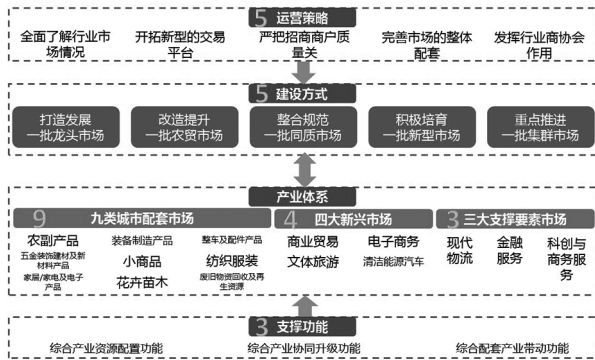 5 运营策略
全面了解行业市
场情况
开拓新型的交易
平台
严把招商商户质
量关
完善市场的整体
配套
发挥行业商协会
作用
5 建设方式
打造发展
一批龙头市场
改造提升
一批农贸市场
整合规范
一批同质市场
积极培育
一批新型市场
重点推进
一批集群市场
产业体系
9 九类城市配套市场
农副产品
装备制造产品
整车及配件产品
五金装饰建材及新
材料产品
小商品
纺织服装
家居/家电及电子
产品
花卉苗木
废旧物资回收及再
生资源
4 四大新兴市场
商业贸易
电子商务
文体旅游
清洁能源汽车
3 三大支撑要素市场
现代
物流
金融
服务
科创与
商务服
务
3 支撑功能
综合产业资源配置功能
综合产业协同升级功能
综合配套产业带动功能